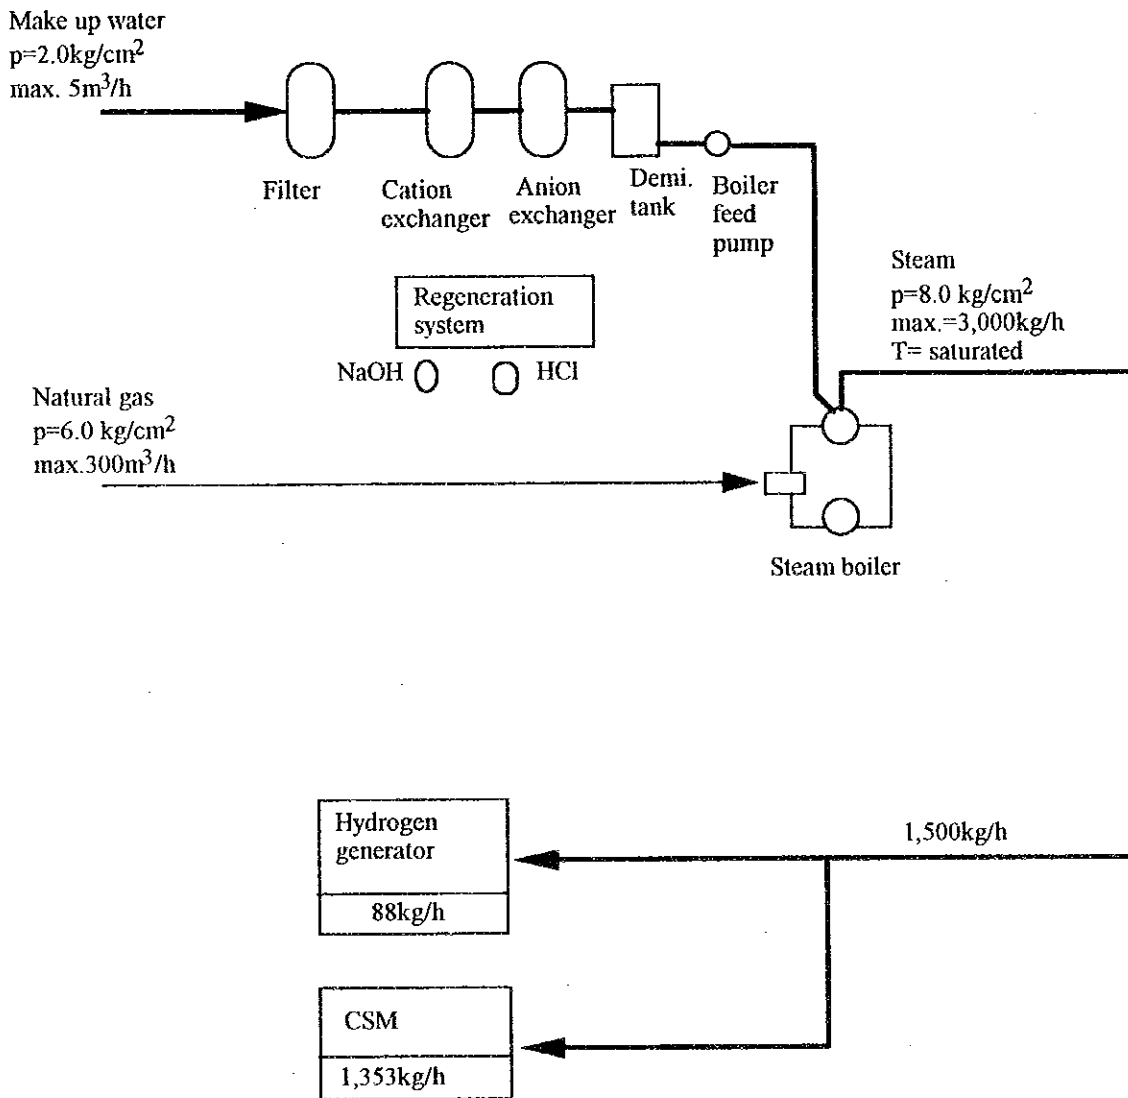 Make up water
p=2.0kg/cm²
max. 5m³/h
Filter
Cation
exchanger
Anion
exchanger
Demi.
tank
Boiler
feed
pump
Regeneration
system
NaOH
HCl
Steam
p=8.0 kg/cm²
max.=3,000kg/h
T= saturated
Natural gas
p=6.0 kg/cm²
max.300m³/h
Steam boiler
Hydrogen
generator
88kg/h
1,500kg/h
CSM
1,353kg/h